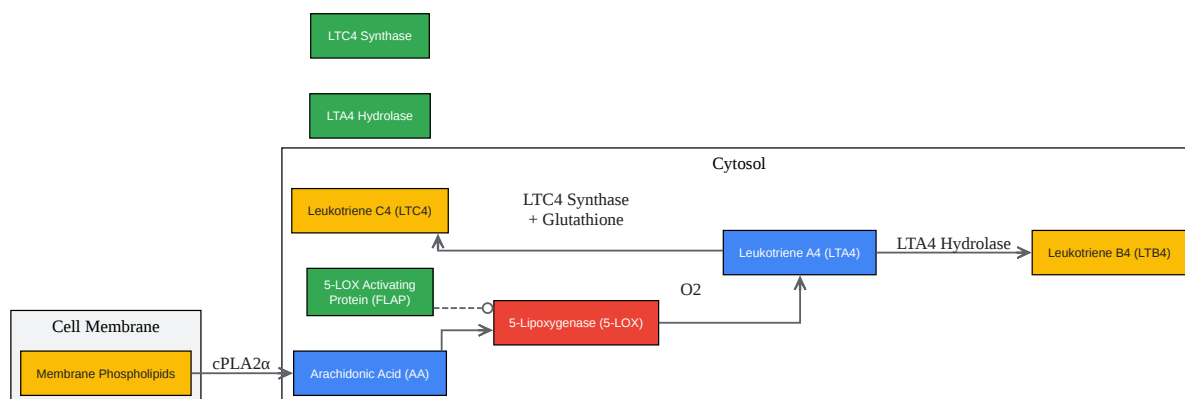 LTC4 Synthase
LTA4 Hydrolase
Cytosol
Leukotriene C4 (LTC4)
LTC4 Synthase
+ Glutathione
Leukotriene A4 (LTA4)
LTA4 Hydrolase
Leukotriene B4 (LTB4)
5-LOX Activating
Protein (FLAP)
O2
5-Lipoxygenase (5-LOX)
Cell Membrane
Membrane Phospholipids
cPLA2α
Arachidonic Acid (AA)